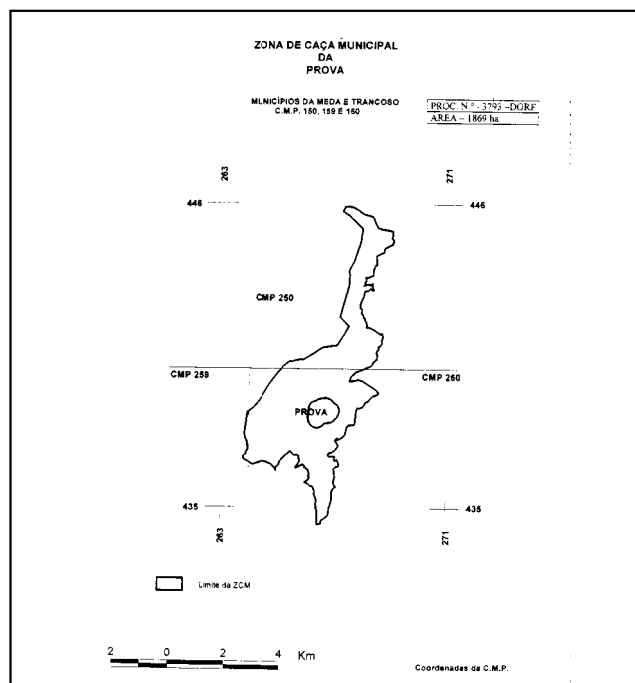 ZONA DE CAÇA MUNICIPAL
DA
PROVA
MUNICÍPIOS DA MEDA E TRANCOSO
C.M.P. 150, 159 E 160
PROC. N.º - 3793 -DGRF
AREA - 1869 ha
263
271
446
446
CMP 250
CMP 259
CMP 260
PROVA
435
435
263
271
Limite da ZCM
2 0 2 4 Km
Coordenadas da C.M.P.